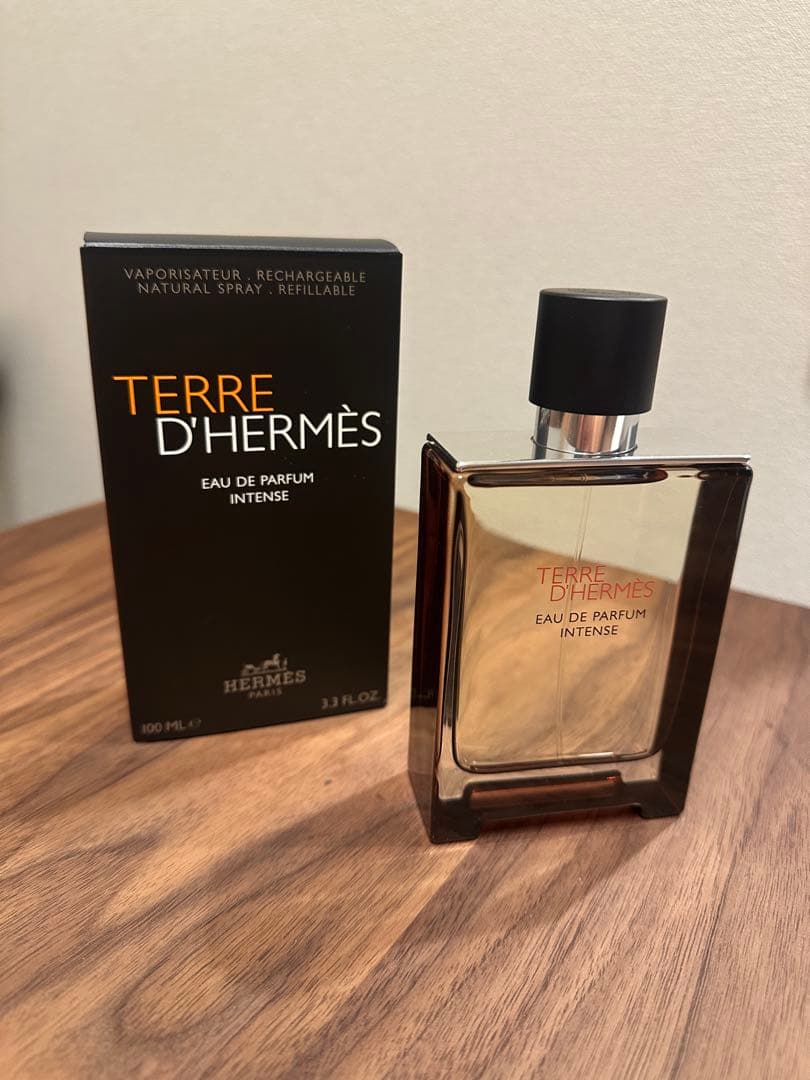 VAPORISATEUR . RECHARGEABLE
NATURAL SPRAY . REFILLABLE
TERRE
D'HERMÈS
EAU DE PARFUM
INTENSE
HERMÈS
PARIS
100 ML ℮
3.3 FL.OZ.
TERRE
D'HERMÈS
EAU DE PARFUM
INTENSE